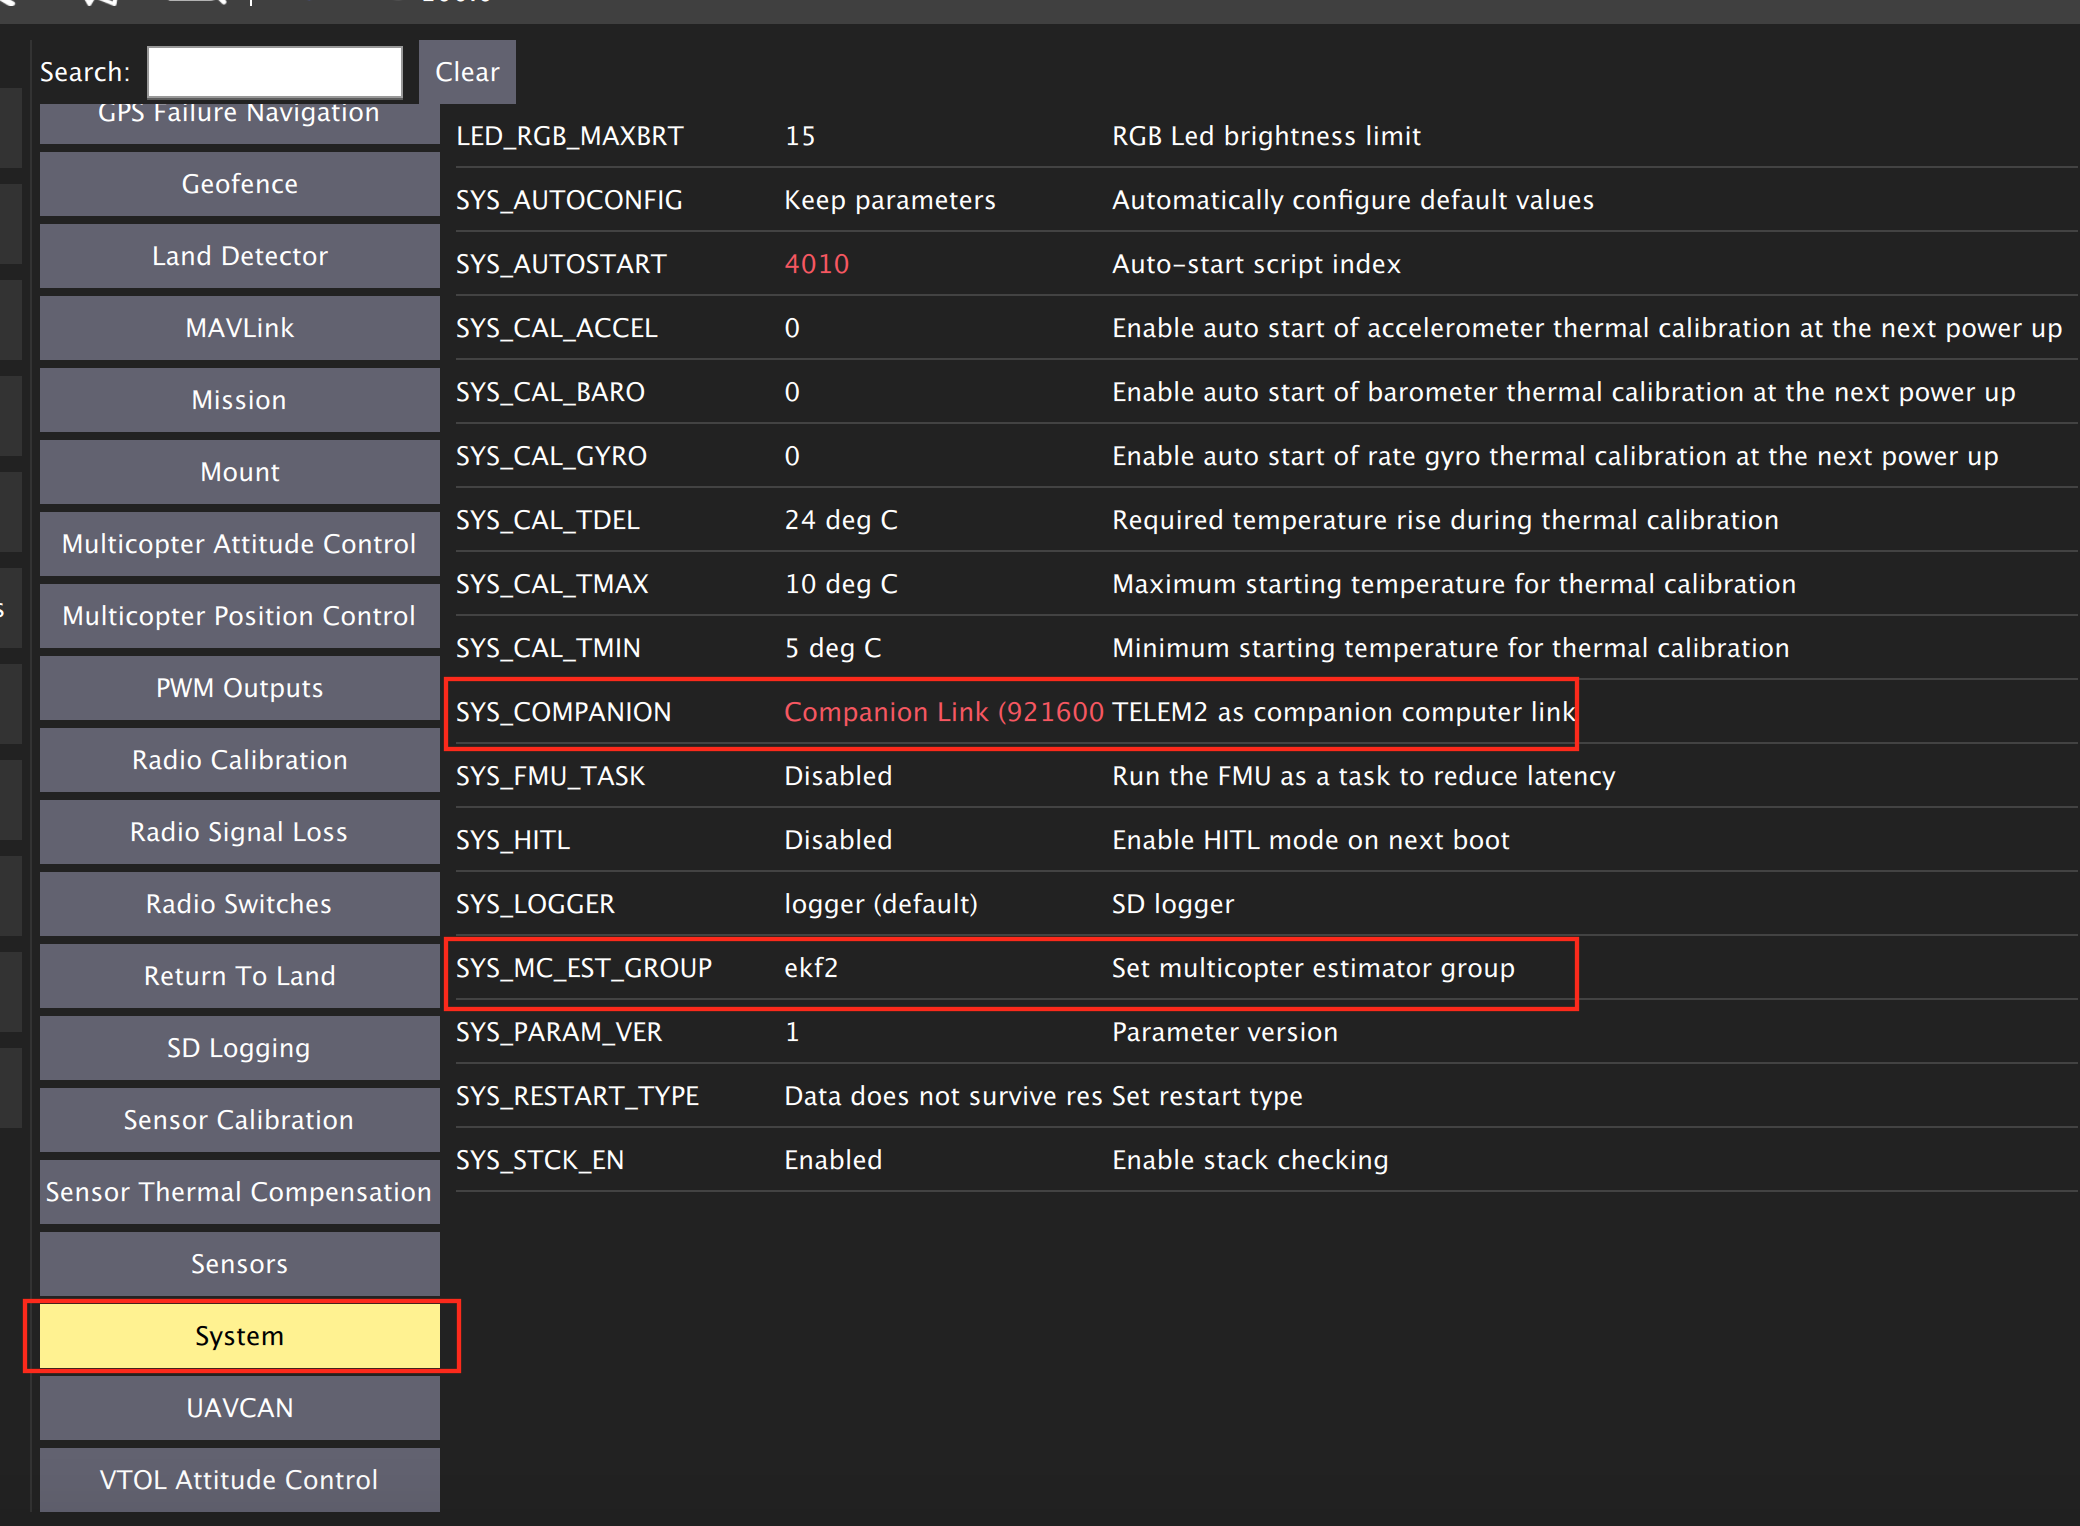 Search:
Clear
GPS Failure Navigation
Geofence
Land Detector
MAVLink
Mission
Mount
Multicopter Attitude Control
Multicopter Position Control
PWM Outputs
Radio Calibration
Radio Signal Loss
Radio Switches
Return To Land
SD Logging
Sensor Calibration
Sensor Thermal Compensation
Sensors
System
UAVCAN
VTOL Attitude Control
LED_RGB_MAXBRT 15 RGB Led brightness limit
SYS_AUTOCONFIG Keep parameters Automatically configure default values
SYS_AUTOSTART 4010 Auto-start script index
SYS_CAL_ACCEL 0 Enable auto start of accelerometer thermal calibration at the next power up
SYS_CAL_BARO 0 Enable auto start of barometer thermal calibration at the next power up
SYS_CAL_GYRO 0 Enable auto start of rate gyro thermal calibration at the next power up
SYS_CAL_TDEL 24 deg C Required temperature rise during thermal calibration
SYS_CAL_TMAX 10 deg C Maximum starting temperature for thermal calibration
SYS_CAL_TMIN 5 deg C Minimum starting temperature for thermal calibration
SYS_COMPANION Companion Link (921600 TELEM2 as companion computer link
SYS_FMU_TASK Disabled Run the FMU as a task to reduce latency
SYS_HITL Disabled Enable HITL mode on next boot
SYS_LOGGER logger (default) SD logger
SYS_MC_EST_GROUP ekf2 Set multicopter estimator group
SYS_PARAM_VER 1 Parameter version
SYS_RESTART_TYPE Data does not survive res Set restart type
SYS_STCK_EN Enabled Enable stack checking